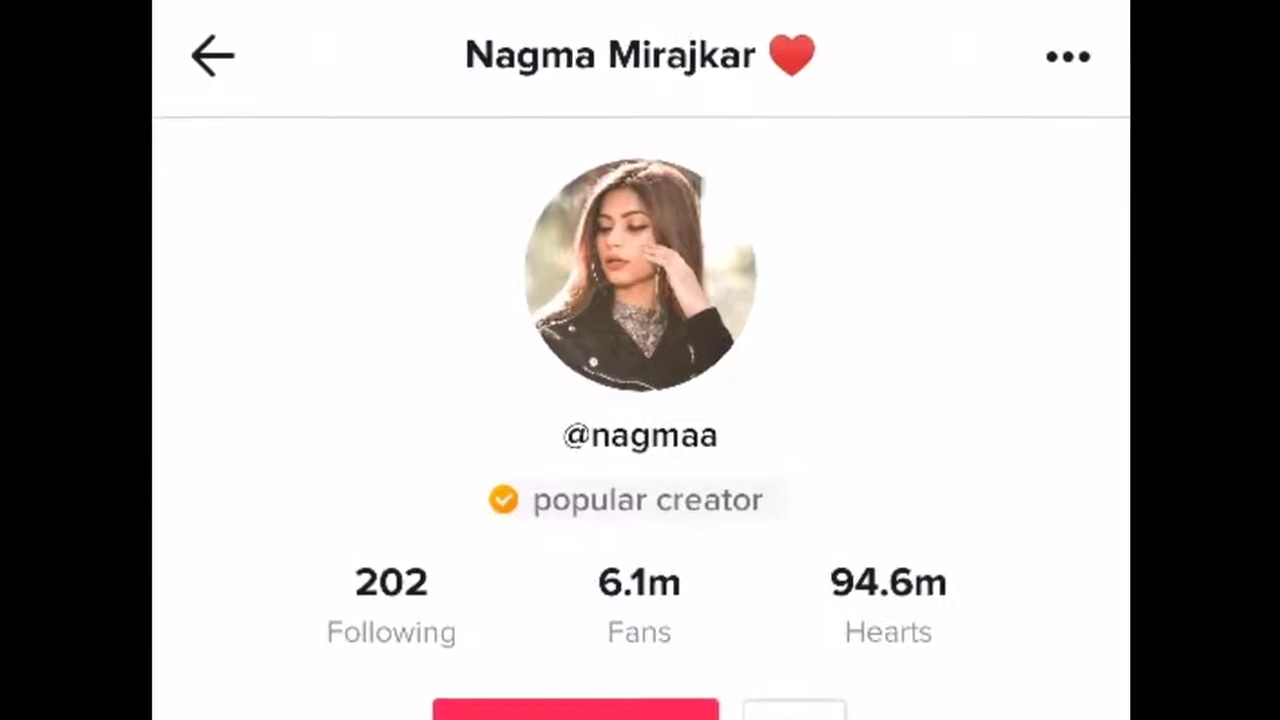 Nagma Mirajkar ❤️
@nagmaa
popular creator
202 6.1m 94.6m
Following Fans Hearts